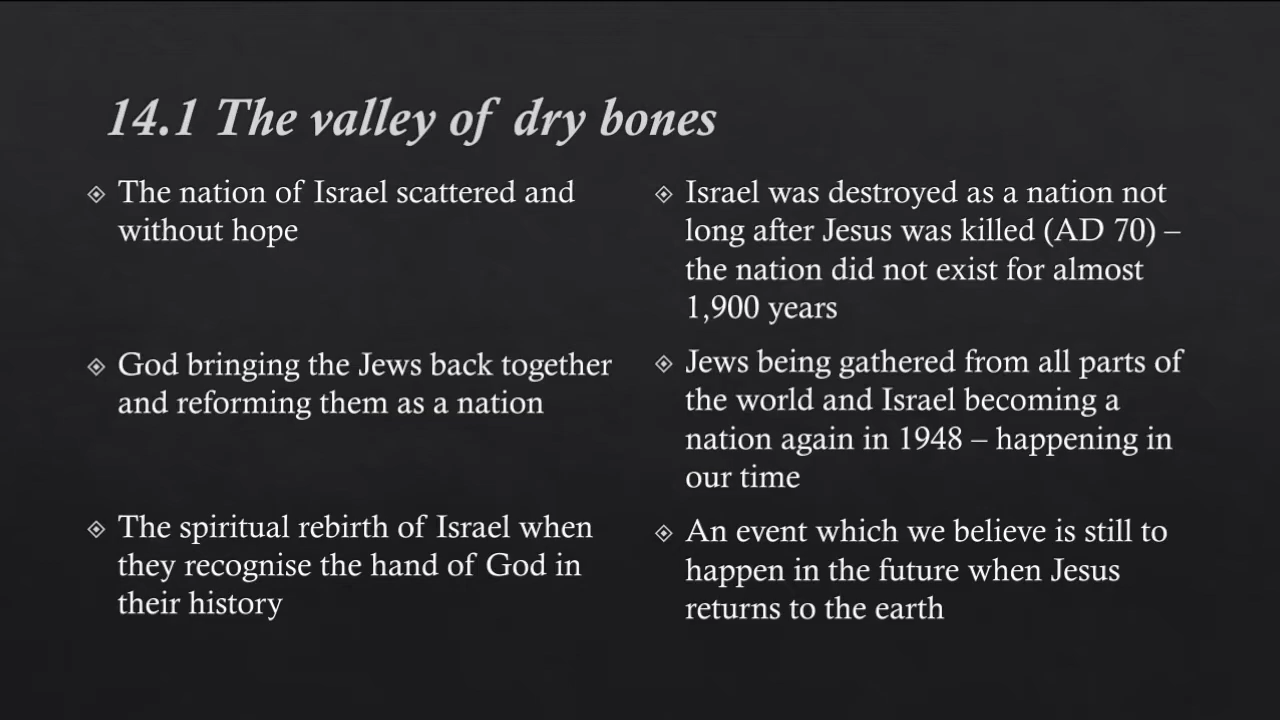 14.1 The valley of dry bones
The nation of Israel scattered and
without hope
God bringing the Jews back together
and reforming them as a nation
The spiritual rebirth of Israel when
they recognise the hand of God in
their history
Israel was destroyed as a nation not
long after Jesus was killed (AD 70) –
the nation did not exist for almost
1,900 years
Jews being gathered from all parts of
the world and Israel becoming a
nation again in 1948 – happening in
our time
An event which we believe is still to
happen in the future when Jesus
returns to the earth